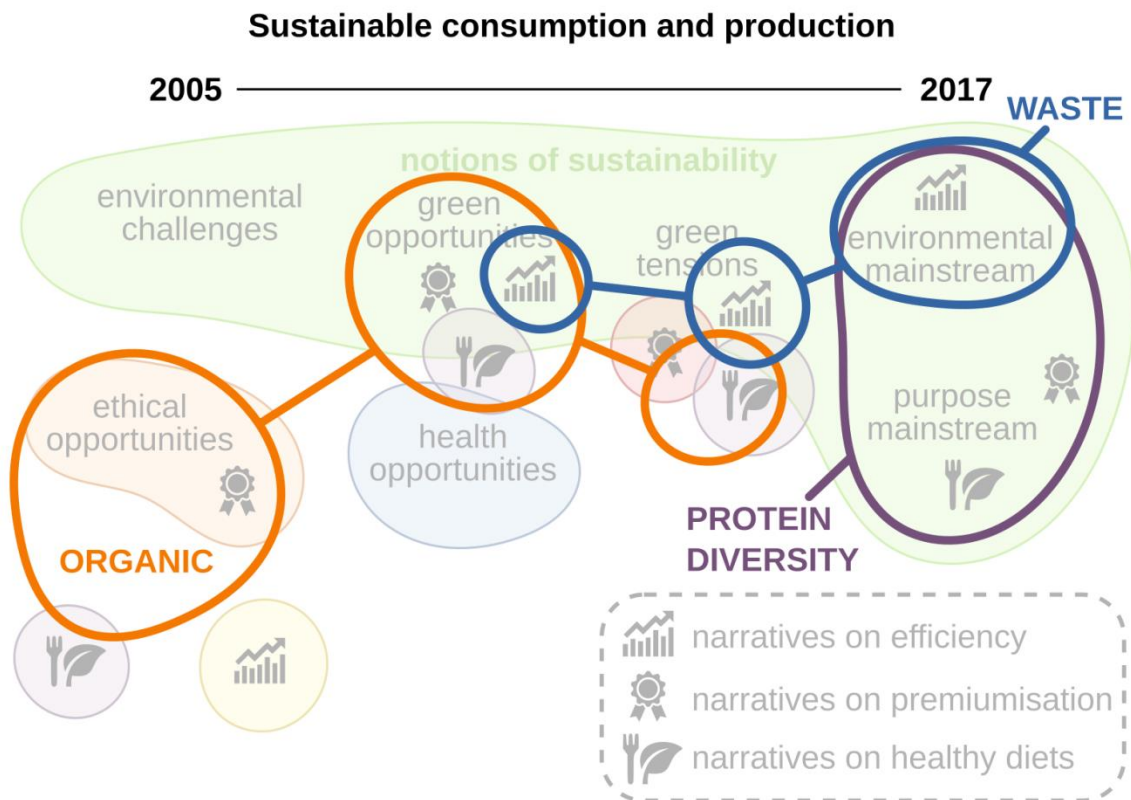 Sustainable consumption and production
2005
2017
WASTE
notions of sustainability
environmental
challenges
green
opportunities
green
tensions
environmental
mainstream
ethical
opportunities
health
opportunities
purpose
mainstream
ORGANIC
PROTEIN
DIVERSITY
narratives on efficiency
narratives on premiumisation
narratives on healthy diets